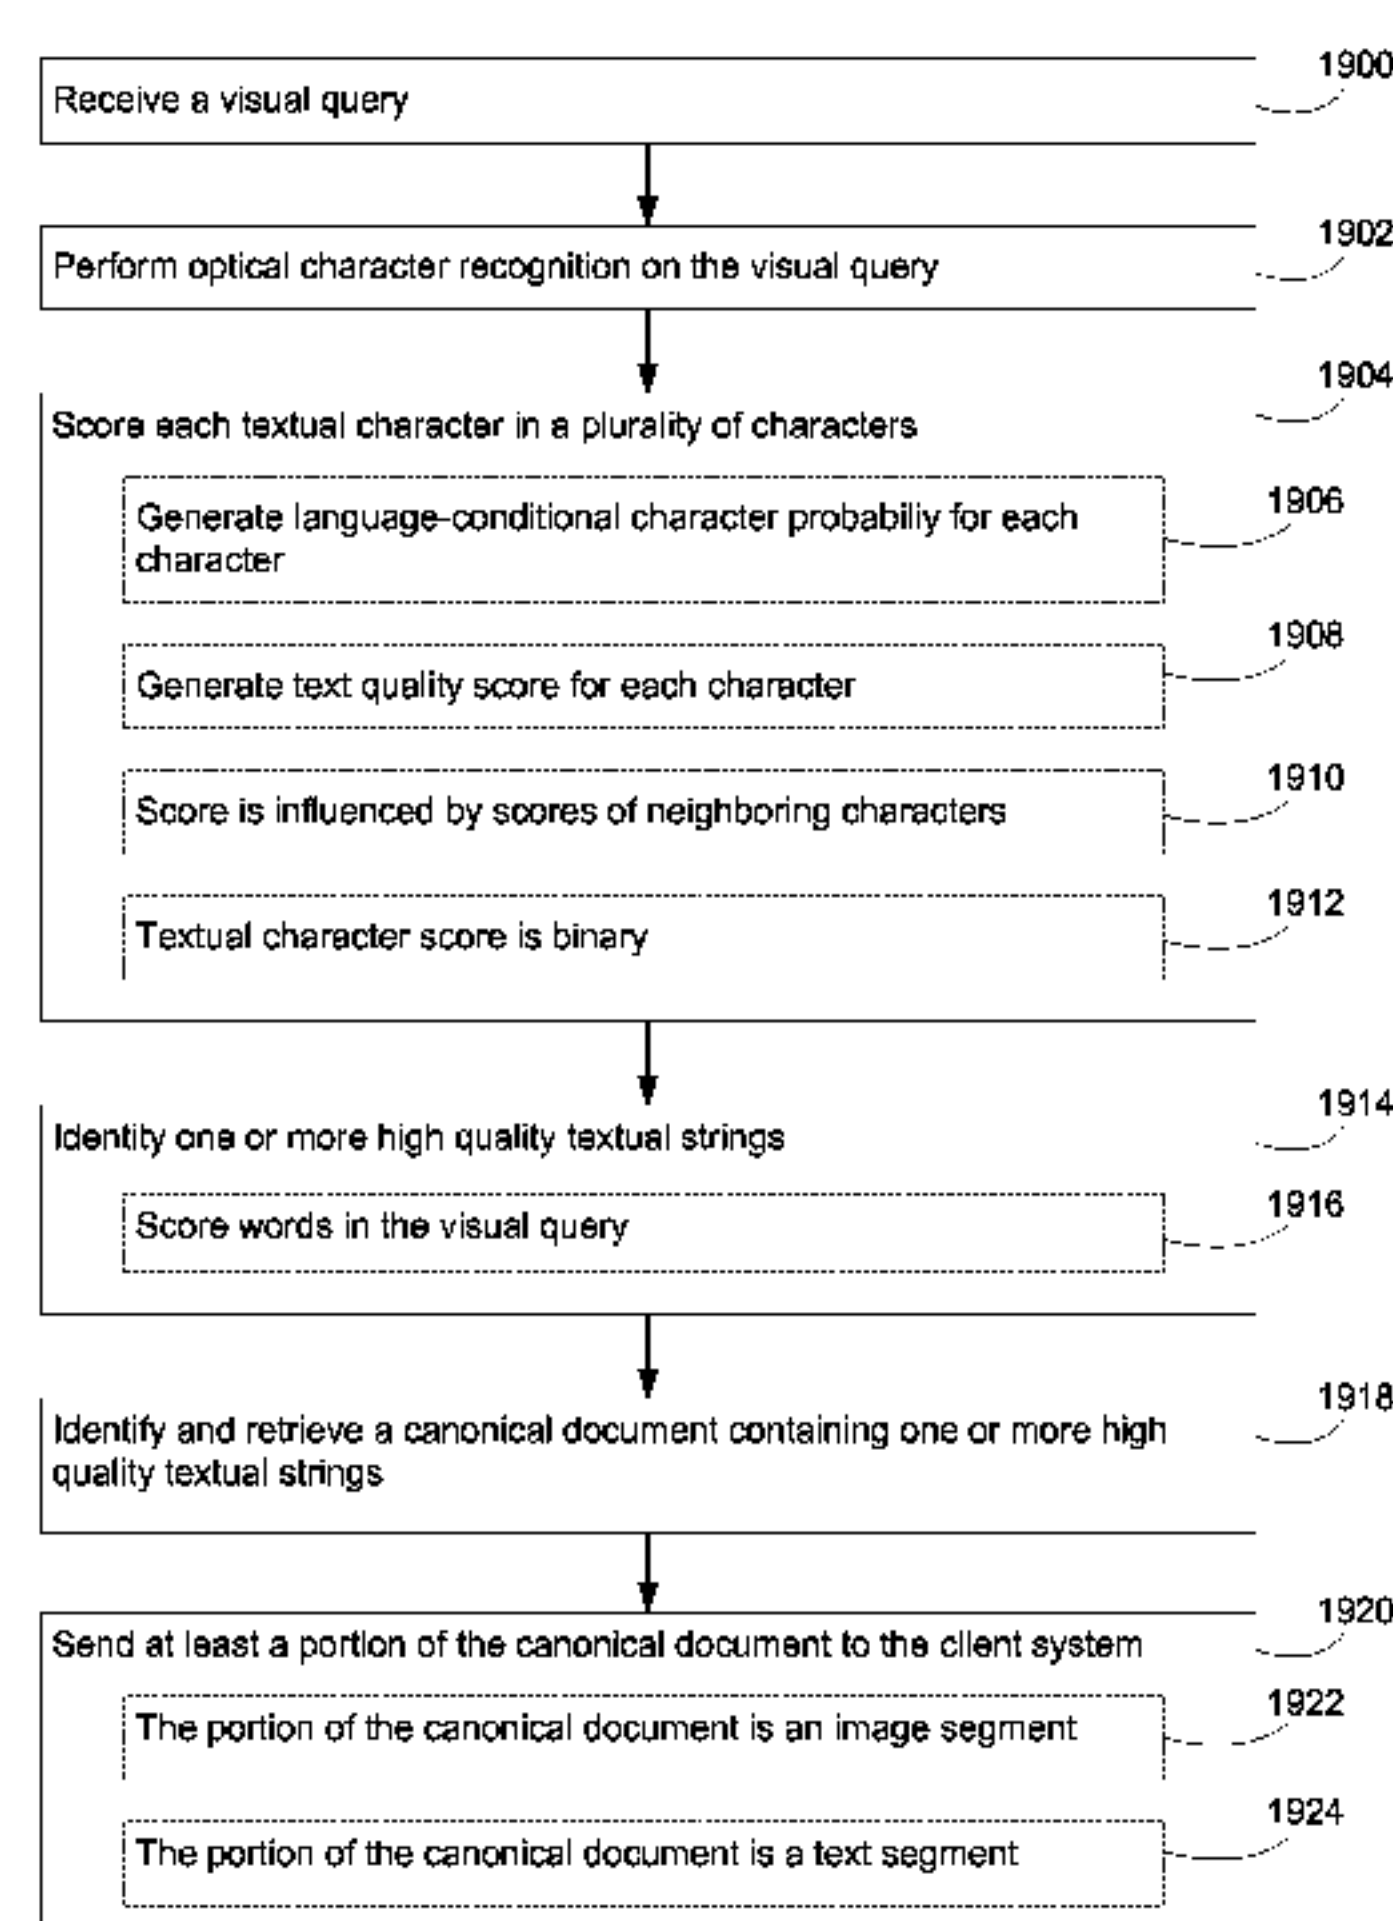 1900
Receive a visual query
1902
Perform optical character recognition on the visual query
1904
Score each textual character in a plurality of characters
1906
Generate language-conditional character probabiliy for each
character
1908
Generate text quality score for each character
1910
Score is influenced by scores of neighboring characters
1912
Textual character score is binary
1914
Identity one or more high quality textual strings
1916
Score words in the visual query
1918
Identify and retrieve a canonical document containing one or more high
quality textual strings
1920
Send at least a portion of the canonical document to the client system
1922
The portion of the canonical document is an image segment
1924
The portion of the canonical document is a text segment